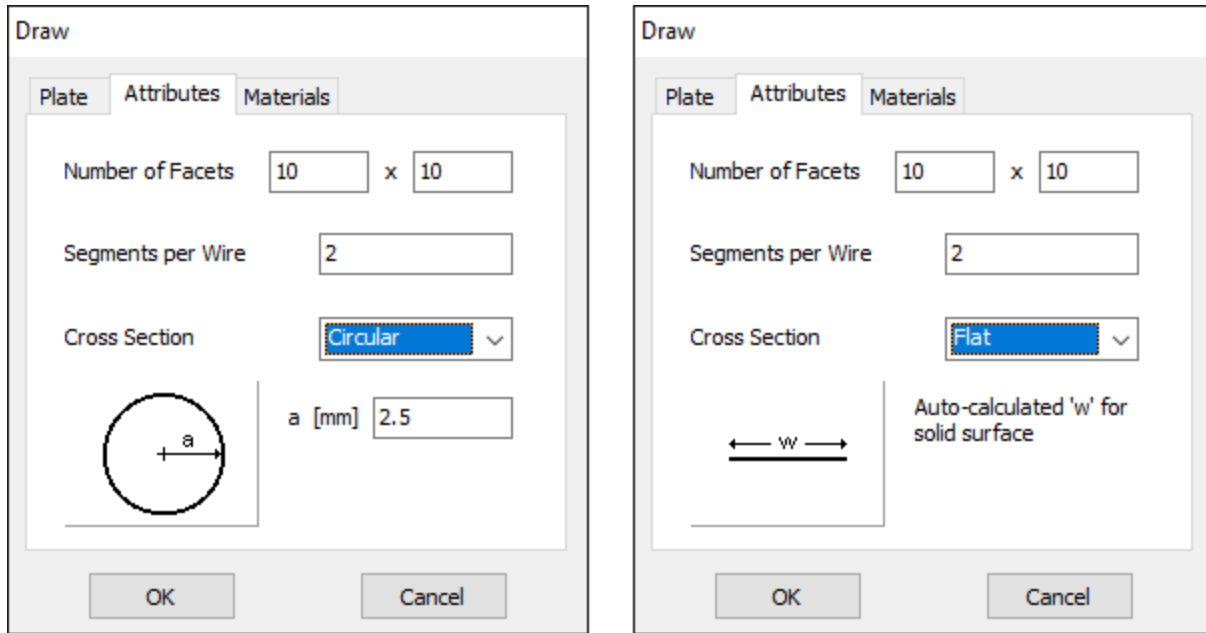 Draw
Plate Attributes Materials
Number of Facets 10 x 10
Segments per Wire 2
Cross Section Circular
a
a [mm] 2.5
OK Cancel
Draw
Plate Attributes Materials
Number of Facets 10 x 10
Segments per Wire 2
Cross Section Flat
w
Auto-calculated 'w' for
solid surface
OK Cancel